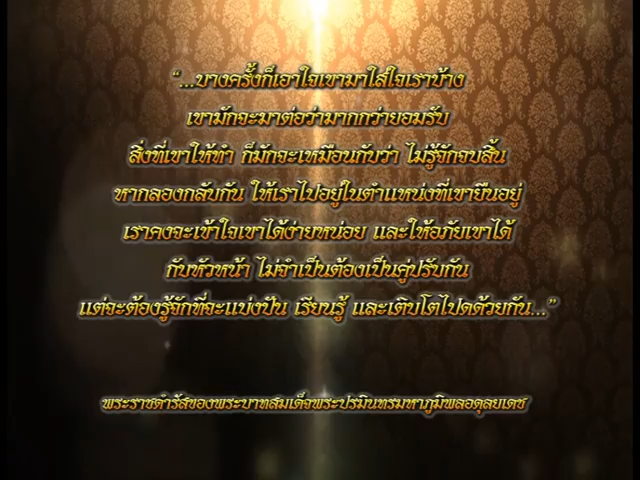 “...บางครั้งก็เอาใจเขามาใส่ใจเราบ้าง
เขามักจะมาต่อว่ามากกว่ายอมรับ
สิ่งที่เขาให้ทำ ก็มักจะเหมือนกับว่า ไม่รู้จักจบสิ้น
หากลองกลับกัน ให้เราไปอยู่ในตำแหน่งที่เขายืนอยู่
เราคงจะเข้าใจเขาได้ง่ายหน่อย และให้อภัยเขาได้
กับหัวหน้า ไม่จำเป็นต้องเป็นคู่ปรับกัน
แต่จะต้องรู้จักที่จะแบ่งปัน เรียนรู้ และเติบโตไปด้วยกัน...”
พระราชดำรัสของพระบาทสมเด็จพระปรมินทรมหาภูมิพลอดุลยเดช